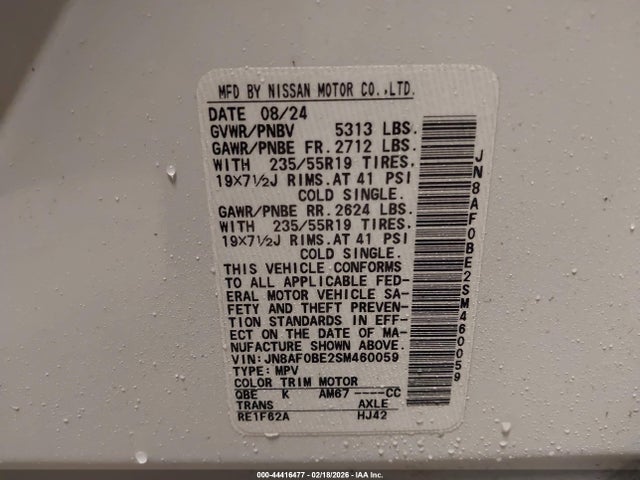 MFD BY NISSAN MOTOR CO.,LTD.
DATE 08/24
GVWR/PNBV 5313 LBS.
GAWR/PNBE FR. 2712 LBS.
WITH 235/55R19 TIRES.
19×7½J RIMS. AT 41 PSI
COLD SINGLE.
GAWR/PNBE RR. 2624 LBS.
WITH 235/55R19 TIRES.
19×7½J RIMS. AT 41 PSI
COLD SINGLE.
THIS VEHICLE CONFORMS
TO ALL APPLICABLE FED-
ERAL MOTOR VEHICLE SA-
FETY AND THEFT PREVEN-
TION STANDARDS IN EFF-
ECT ON THE DATE OF MA-
NUFACTURE SHOWN ABOVE.
VIN: JN8AF0BE2SM460059
TYPE: MPV
COLOR TRIM MOTOR
QBE K AM67 ----CC
TRANS AXLE
RE1F62A HJ42
JN8AF0BE2SM460059
000-44416477 - 02/18/2026 - IAA Inc.